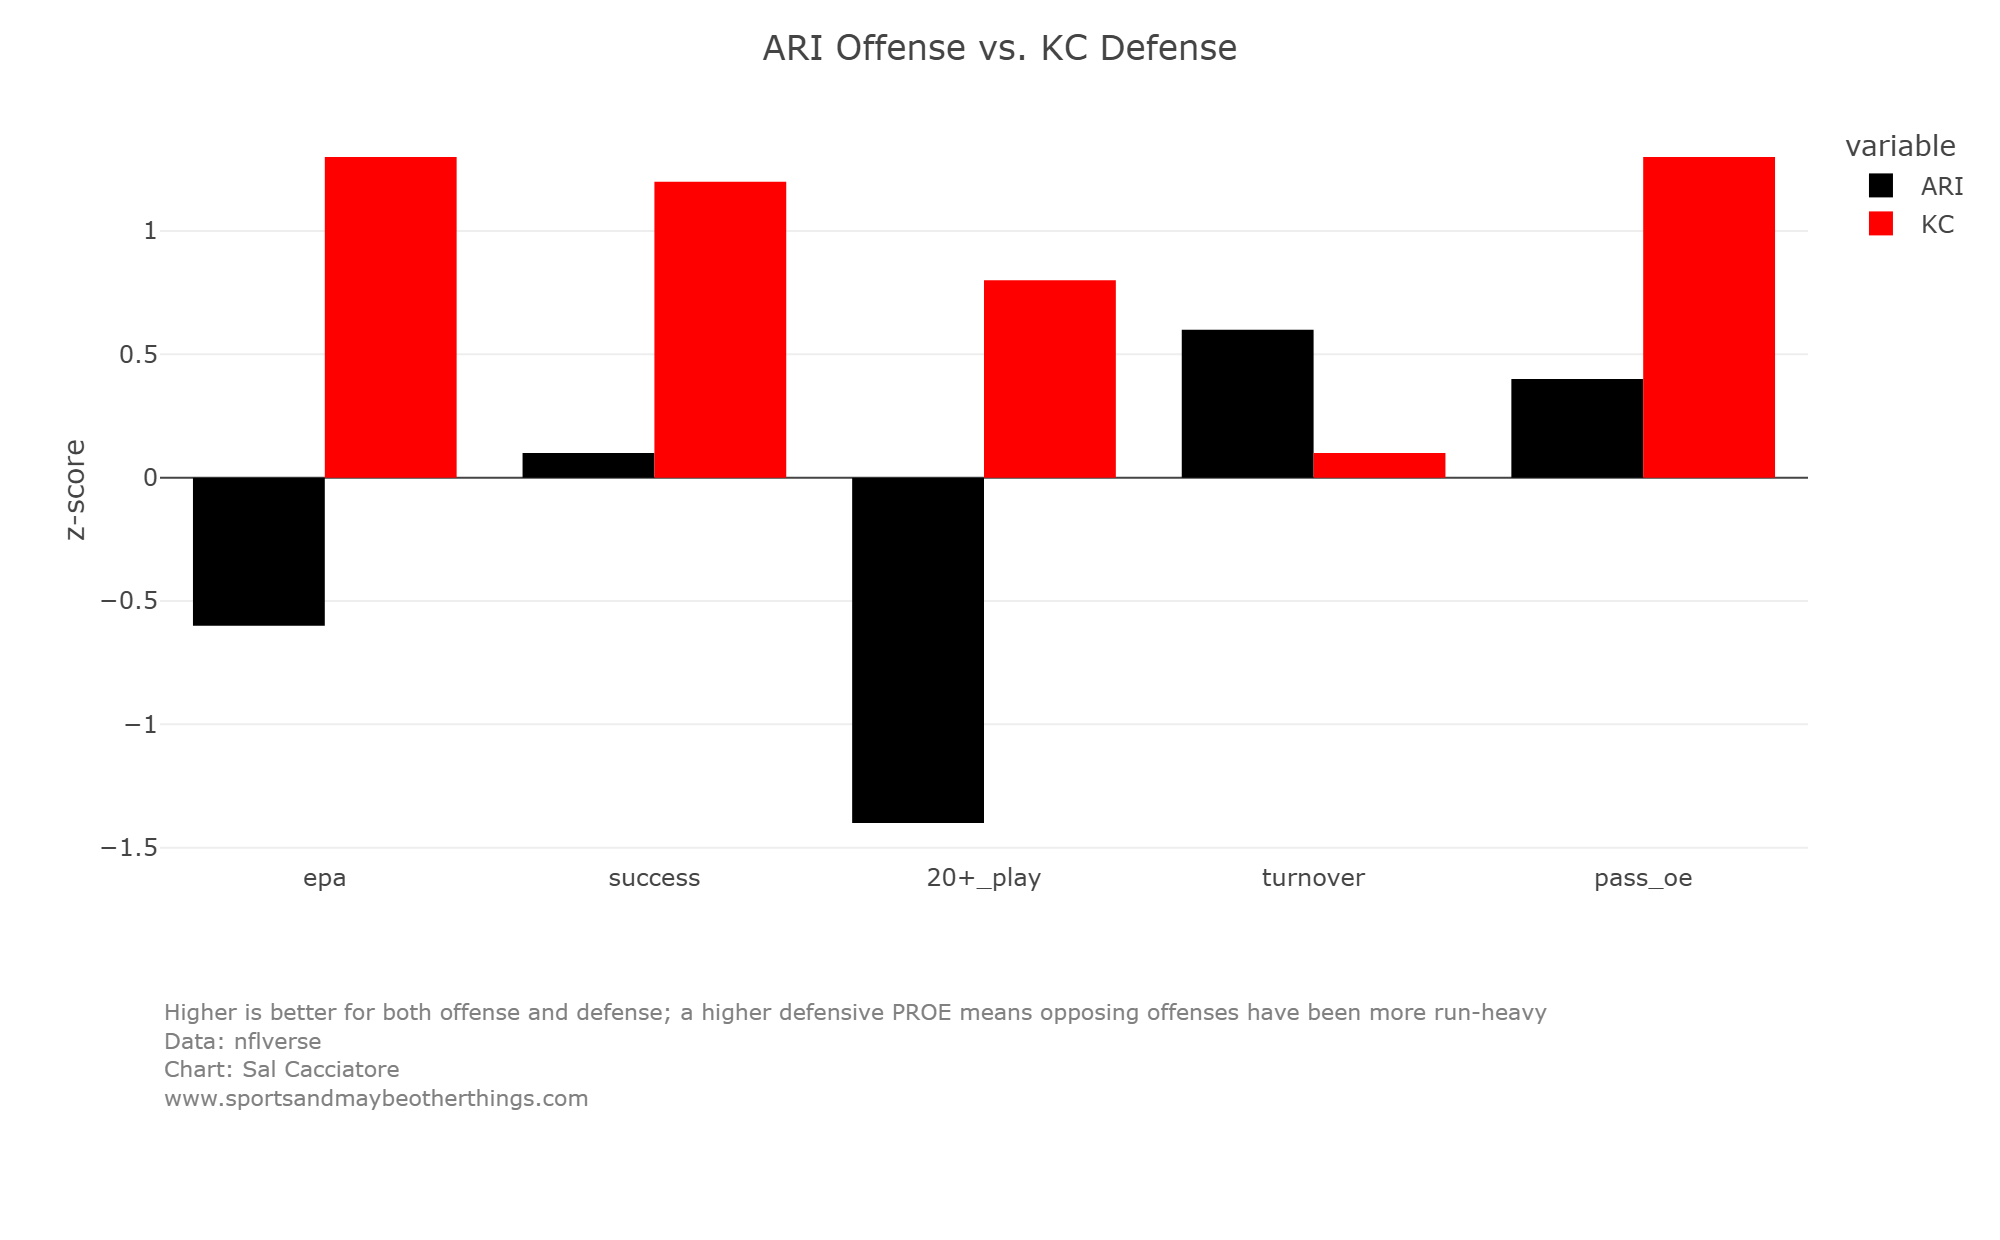 ARI Offense vs. KC Defense
variable
ARI
KC
z-score
1
0.5
0
−0.5
−1
−1.5
epa
success
20+_play
turnover
pass_oe
Higher is better for both offense and defense; a higher defensive PROE means opposing offenses have been more run-heavy
Data: nflverse
Chart: Sal Cacciatore
www.sportsandmaybeotherthings.com